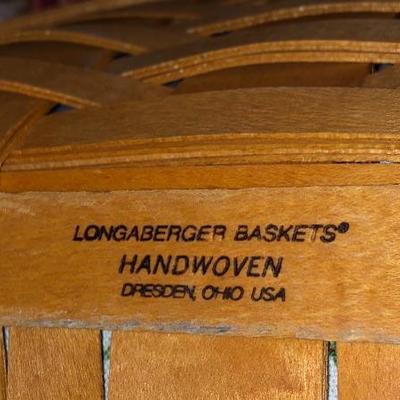 LONGABERGER BASKETS®
HANDWOVEN
DRESDEN, OHIO USA